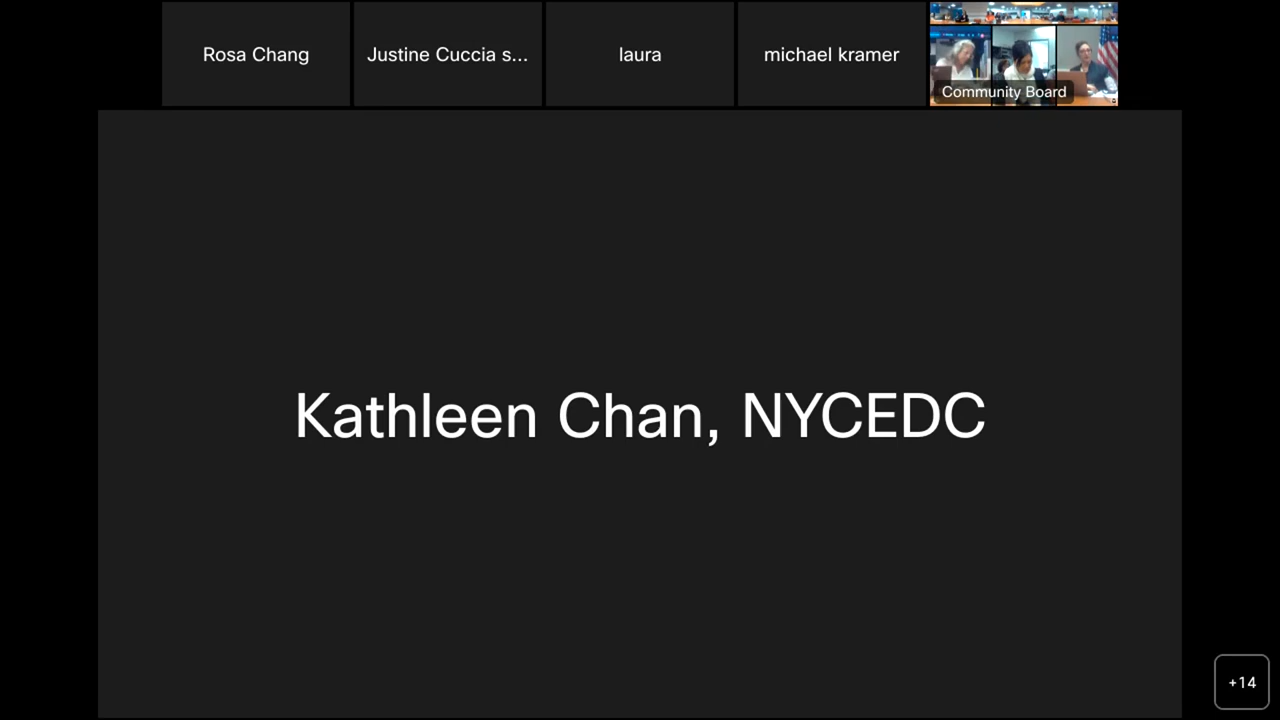 Rosa Chang
Justine Cuccia s...
laura
michael kramer
Community Board
Kathleen Chan, NYCEDC
+14